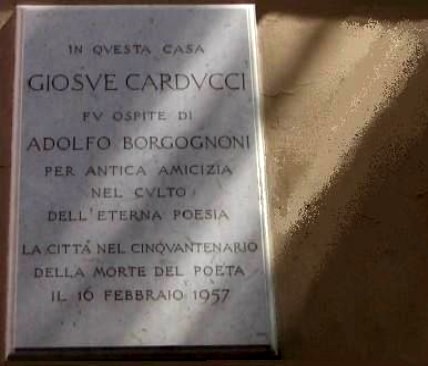 IN QVESTA CASA
GIOSVE CARDVCCI
FV OSPITE DI
ADOLFO BORGOGNONI
PER ANTICA AMICIZIA
NEL CVLTO
DELL'ETERNA POESIA
LA CITTÁ NEL CINQVANTENARIO
DELLA MORTE DEL POETA
IL 16 FEBBRAIO 1957